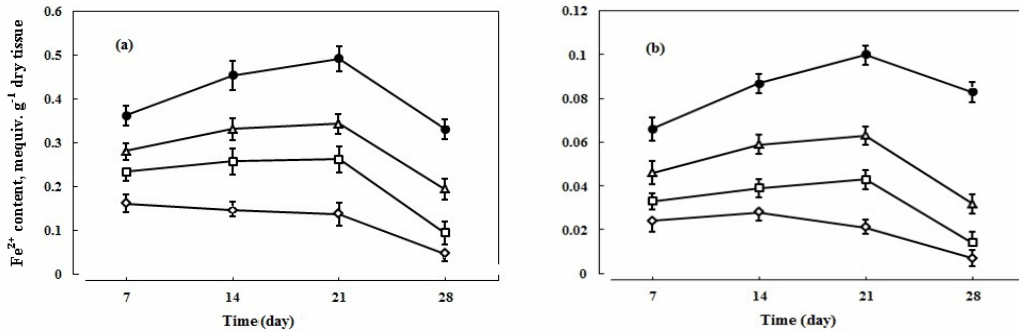 Fe²⁺ content, mequiv. g⁻¹ dry tissue
0.6
0.5
0.4
0.3
0.2
0.1
0
(a)
7 14 21 28
Time (day)
0.12
0.1
0.08
0.06
0.04
0.02
0
(b)
7 14 21 28
Time (day)